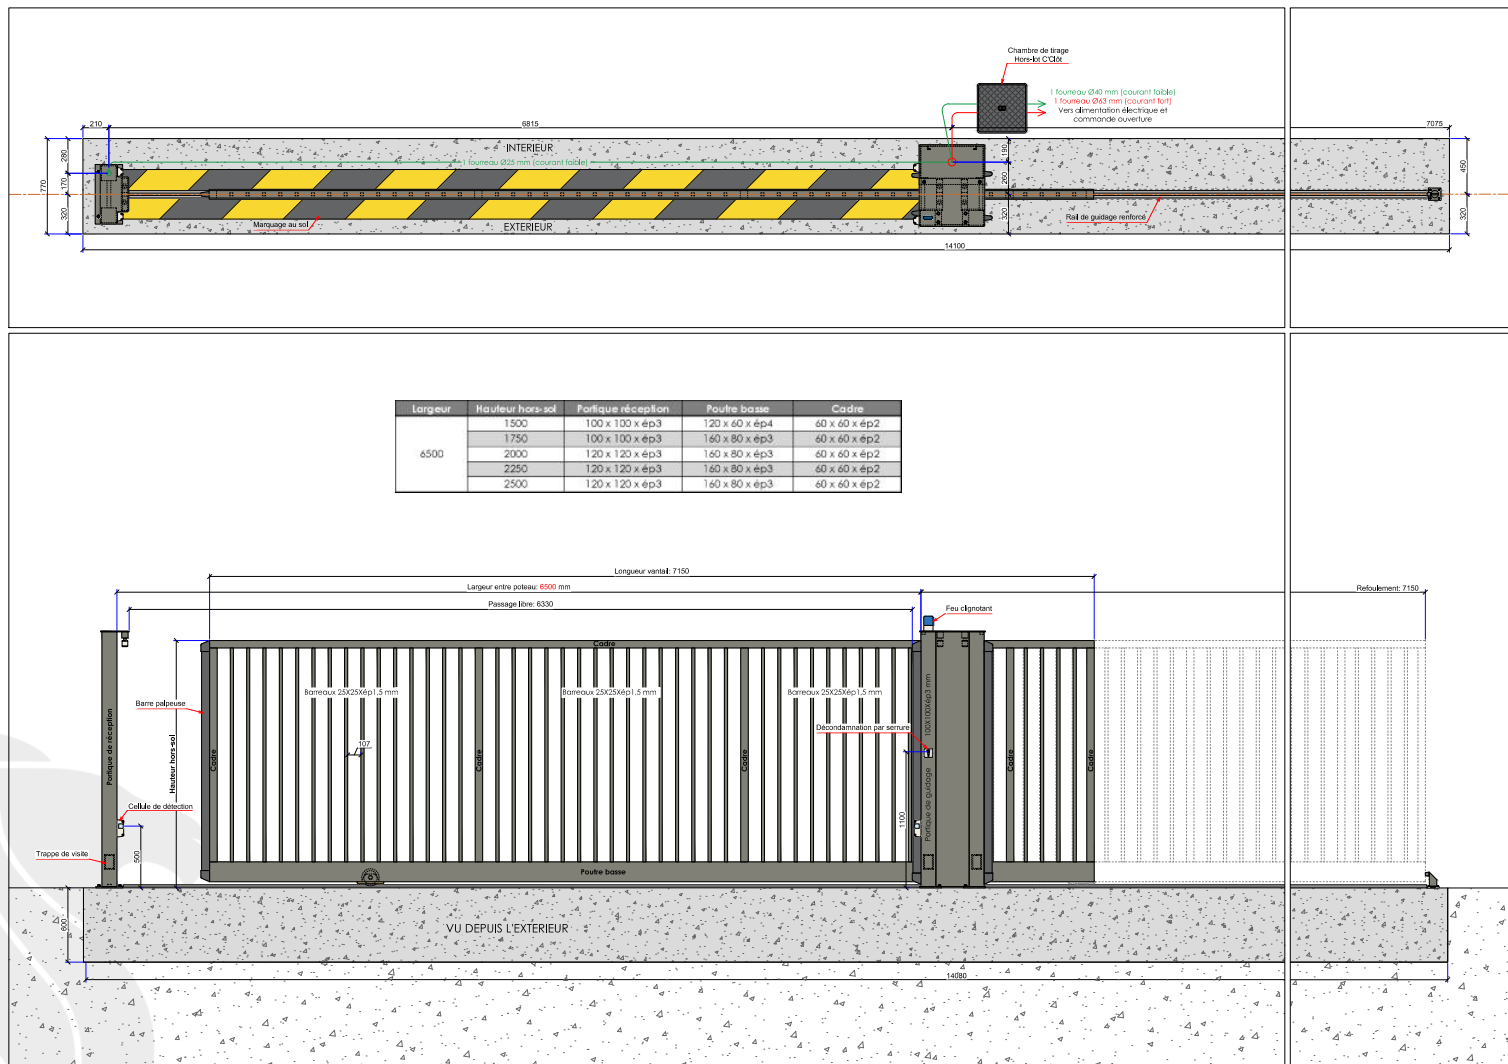 Chambre de tirage
Hors-lot C'Clôt
1 fourreau Ø40 mm (courant faible)
1 fourreau Ø63 mm (courant fort)
Vers alimentation électrique et
commande ouverture
210
6815
7075
INTERIEUR
1 fourreau Ø25 mm (courant faible)
280
170
320
770
190
260
320
450
320
Marquage au sol
EXTERIEUR
Rail de guidage renforcé
14100
Largeur Hauteur hors-sol Portique réception Poutre basse Cadre
6500
1500 100 x 100 x ép3 120 x 60 x ép4 60 x 60 x ép2
1750 100 x 100 x ép3 160 x 80 x ép3 60 x 60 x ép2
2000 120 x 120 x ép3 160 x 80 x ép3 60 x 60 x ép2
2250 120 x 120 x ép3 160 x 80 x ép3 60 x 60 x ép2
2500 120 x 120 x ép3 160 x 80 x ép3 60 x 60 x ép2
Longueur vantail: 7150
Largeur entre poteau: 6500 mm
Refoulement: 7150
Passage libre: 6330
Feu clignotant
Cadre
Barreaux 25X25Xép1,5 mm
Barreaux 25X25Xép1,5 mm
Barreaux 25X25Xép1,5 mm
Barre palpeuse
Décondamnation par serrure
100X100Xép3 mm
Portique de réception
Hauteur hors-sol
107
Cadre
Cadre
Cadre
Cadre
Cadre
Portique de guidage
1100
Cellule de détection
Trappe de visite
500
Poutre basse
600
VU DEPUIS L'EXTERIEUR
14080